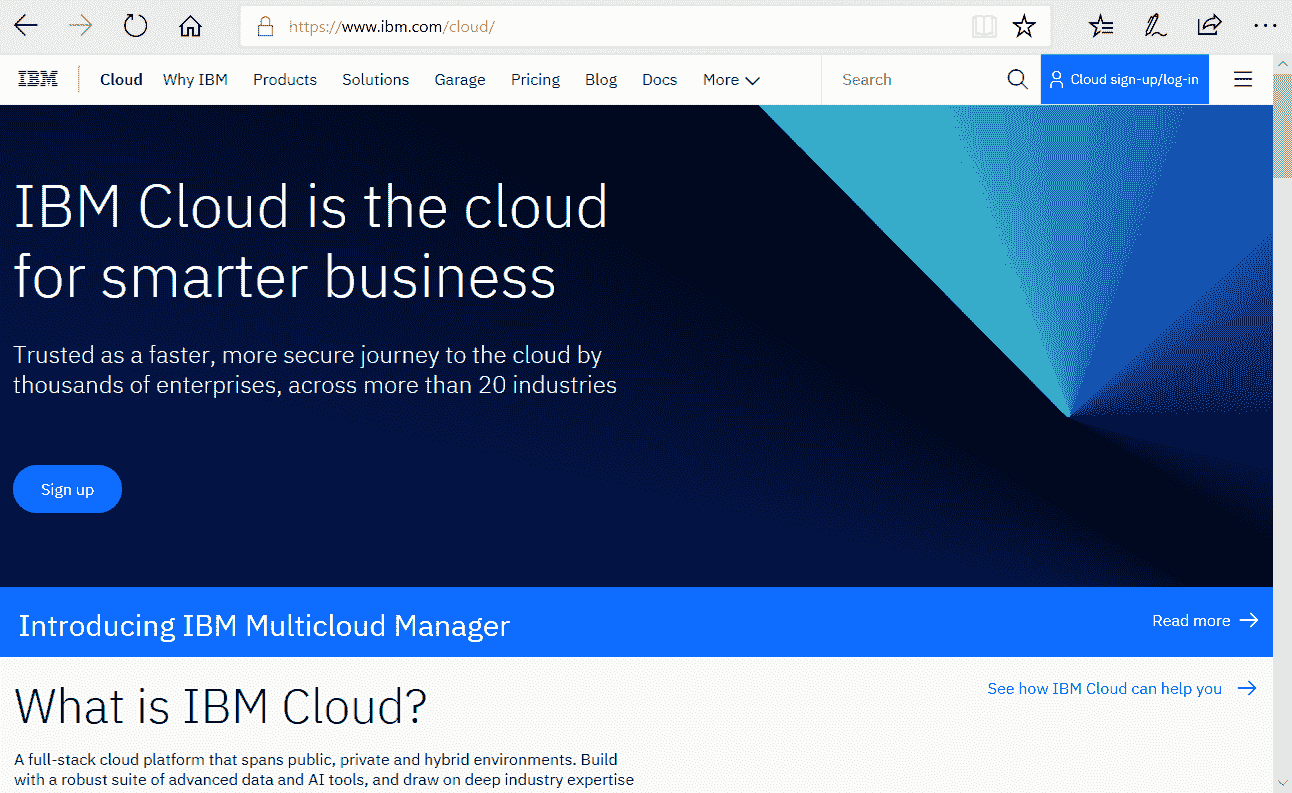 https://www.ibm.com/cloud/
IBM Cloud Why IBM Products Solutions Garage Pricing Blog Docs More Search Cloud sign-up/log-in
IBM Cloud is the cloud
for smarter business
Trusted as a faster, more secure journey to the cloud by
thousands of enterprises, across more than 20 industries
Sign up
Introducing IBM Multicloud Manager
Read more
What is IBM Cloud?
See how IBM Cloud can help you
A full-stack cloud platform that spans public, private and hybrid environments. Build
with a robust suite of advanced data and AI tools, and draw on deep industry expertise